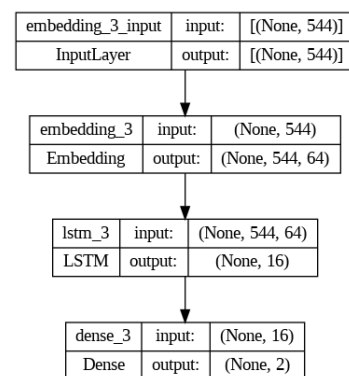 embedding_3_input input: [(None, 544)]
InputLayer output: [(None, 544)]
embedding_3 input: (None, 544)
Embedding output: (None, 544, 64)
lstm_3 input: (None, 544, 64)
LSTM output: (None, 16)
dense_3 input: (None, 16)
Dense output: (None, 2)